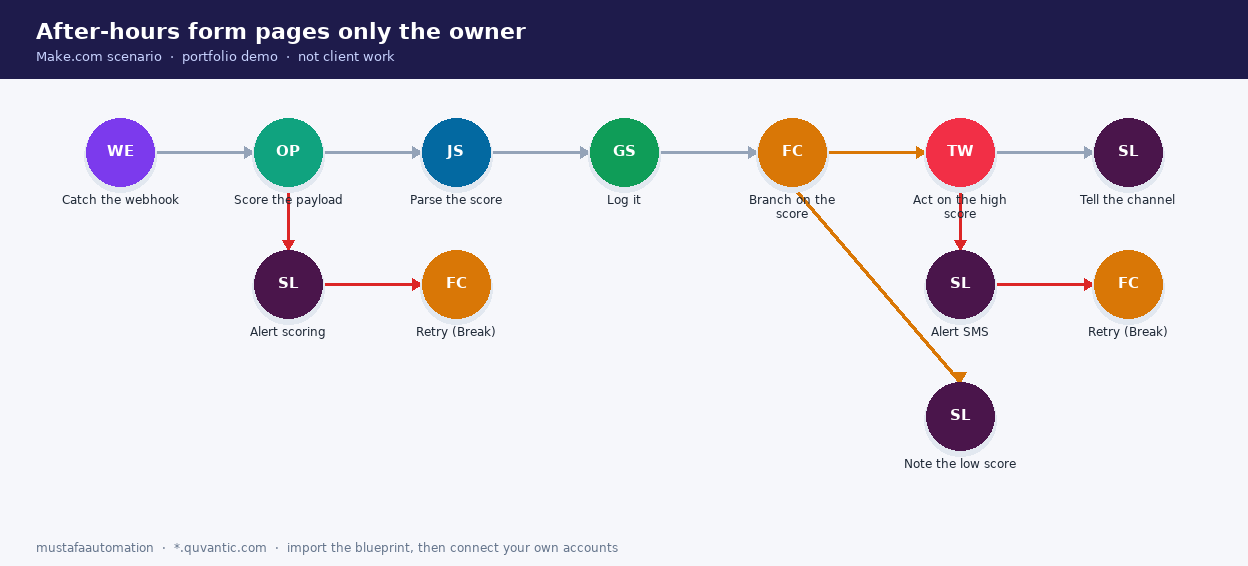 After-hours form pages only the owner
Make.com scenario · portfolio demo · not client work
WE
OP
JS
GS
FC
TW
SL
Catch the webhook
Score the payload
Parse the score
Log it
Branch on the
score
Act on the high
score
Tell the channel
SL
FC
SL
FC
Alert scoring
Retry (Break)
Alert SMS
Retry (Break)
SL
Note the low score
mustafaautomation · *.quvantic.com · import the blueprint, then connect your own accounts